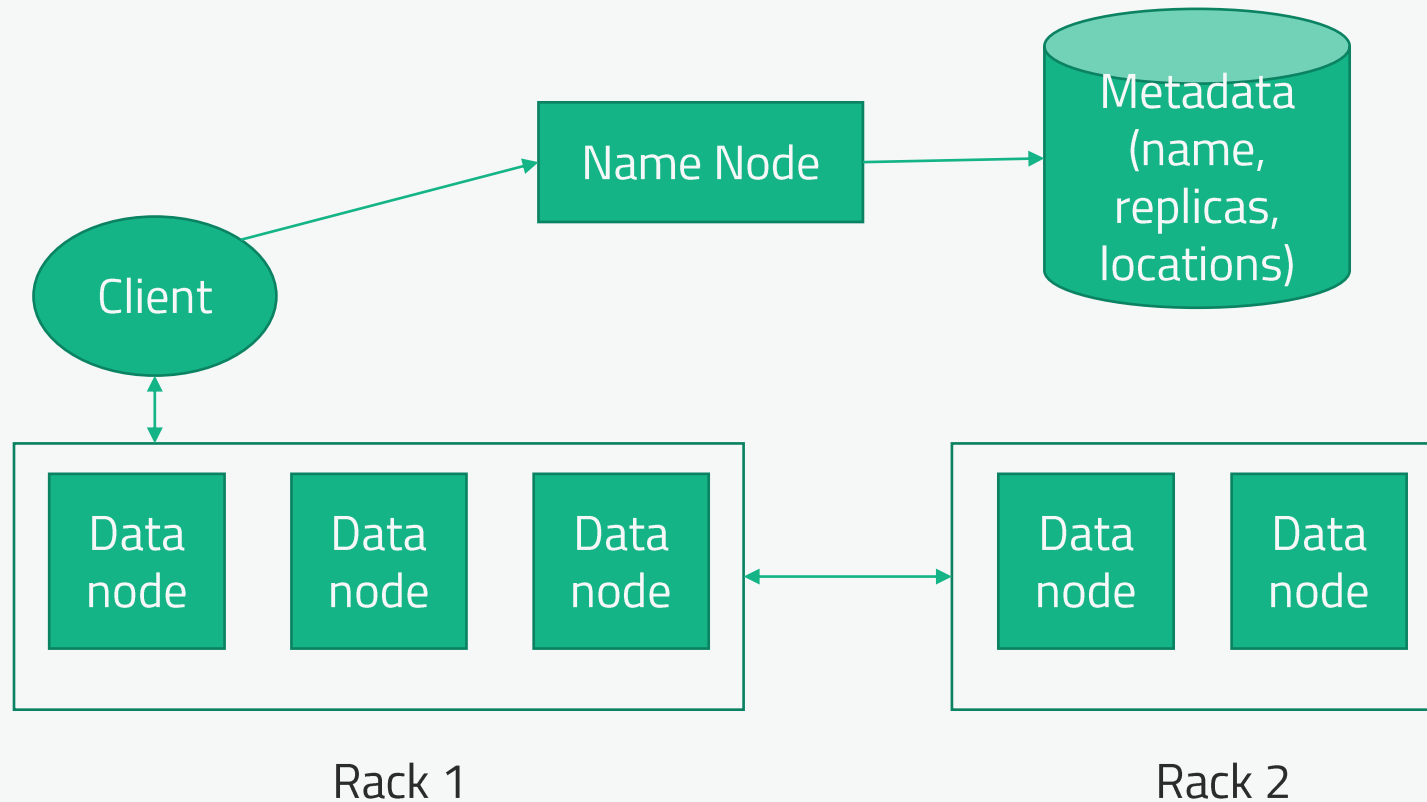 Metadata
(name,
replicas,
locations)
Name Node
Client
Data
node
Data
node
Data
node
Data
node
Data
node
Rack 1
Rack 2